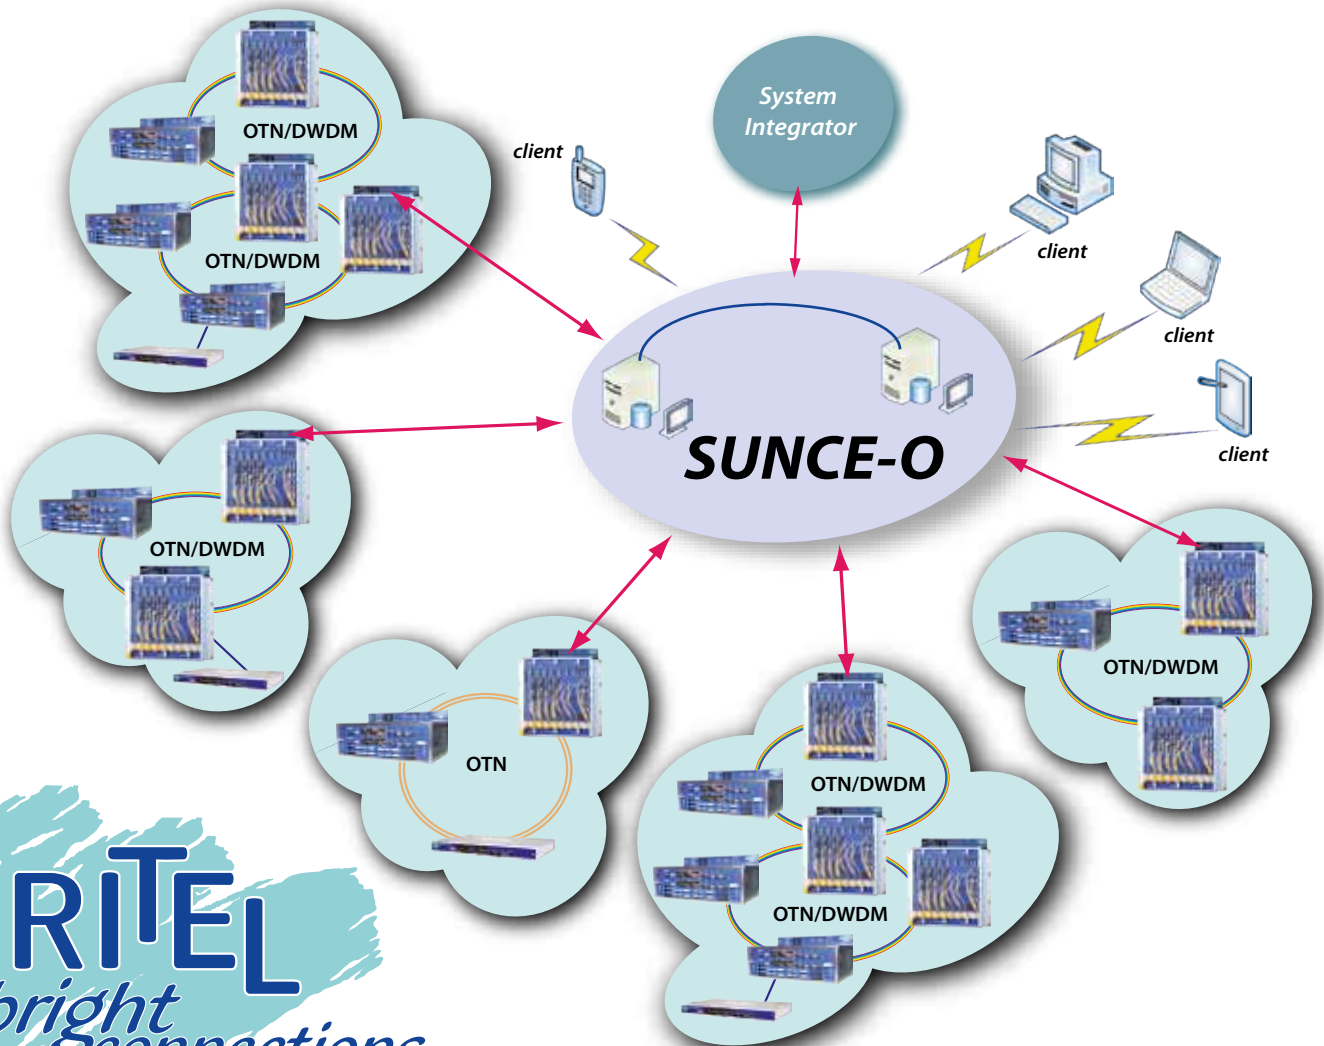 System
Integrator
client
OTN/DWDM
OTN/DWDM
client
client
client
SUNCE-O
OTN/DWDM
OTN/DWDM
OTN
OTN/DWDM
OTN/DWDM
RITEL
bright
connections